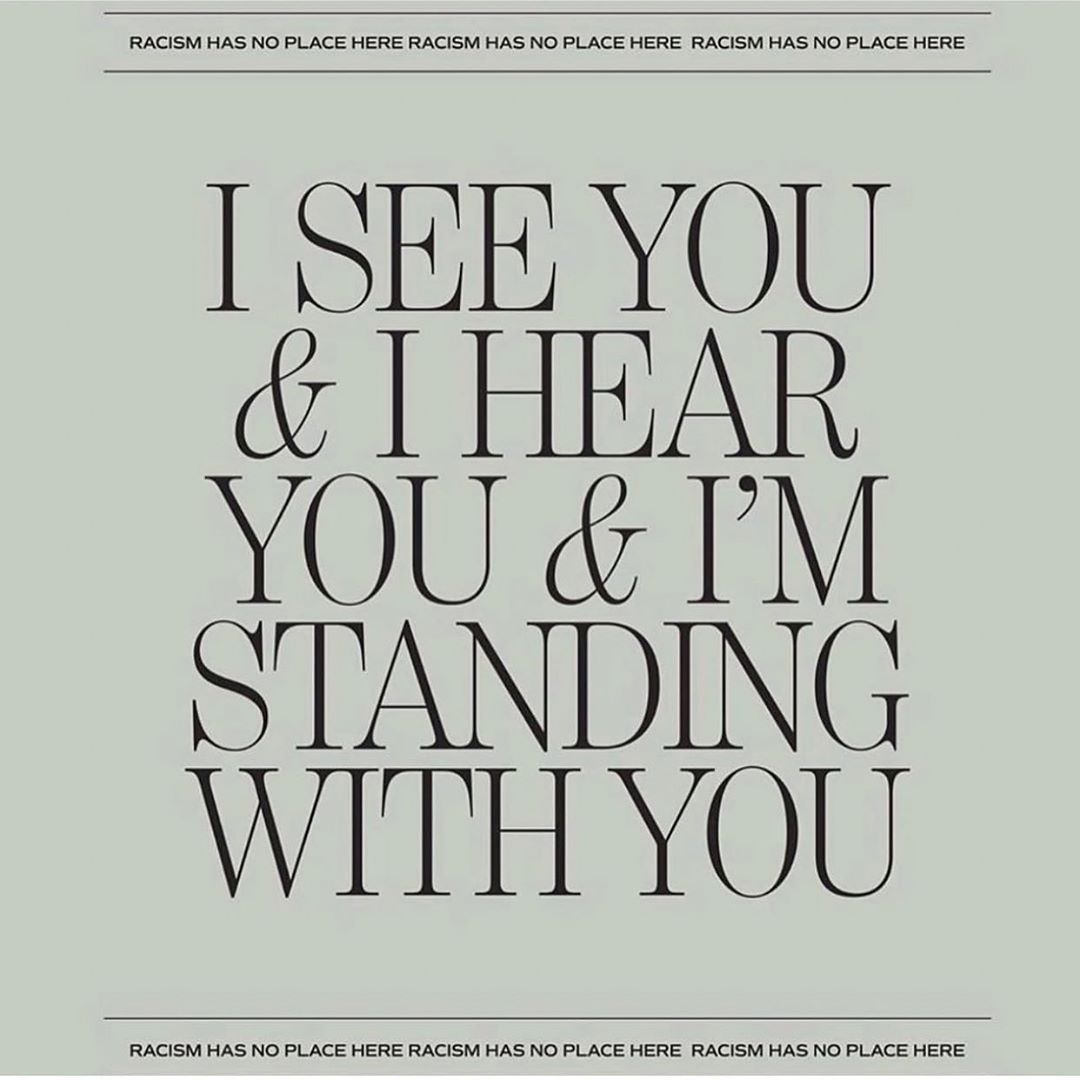 RACISM HAS NO PLACE HERE RACISM HAS NO PLACE HERE RACISM HAS NO PLACE HERE
I SEE YOU
& I HEAR
YOU & I’M
STANDING
WITH YOU
RACISM HAS NO PLACE HERE RACISM HAS NO PLACE HERE RACISM HAS NO PLACE HERE